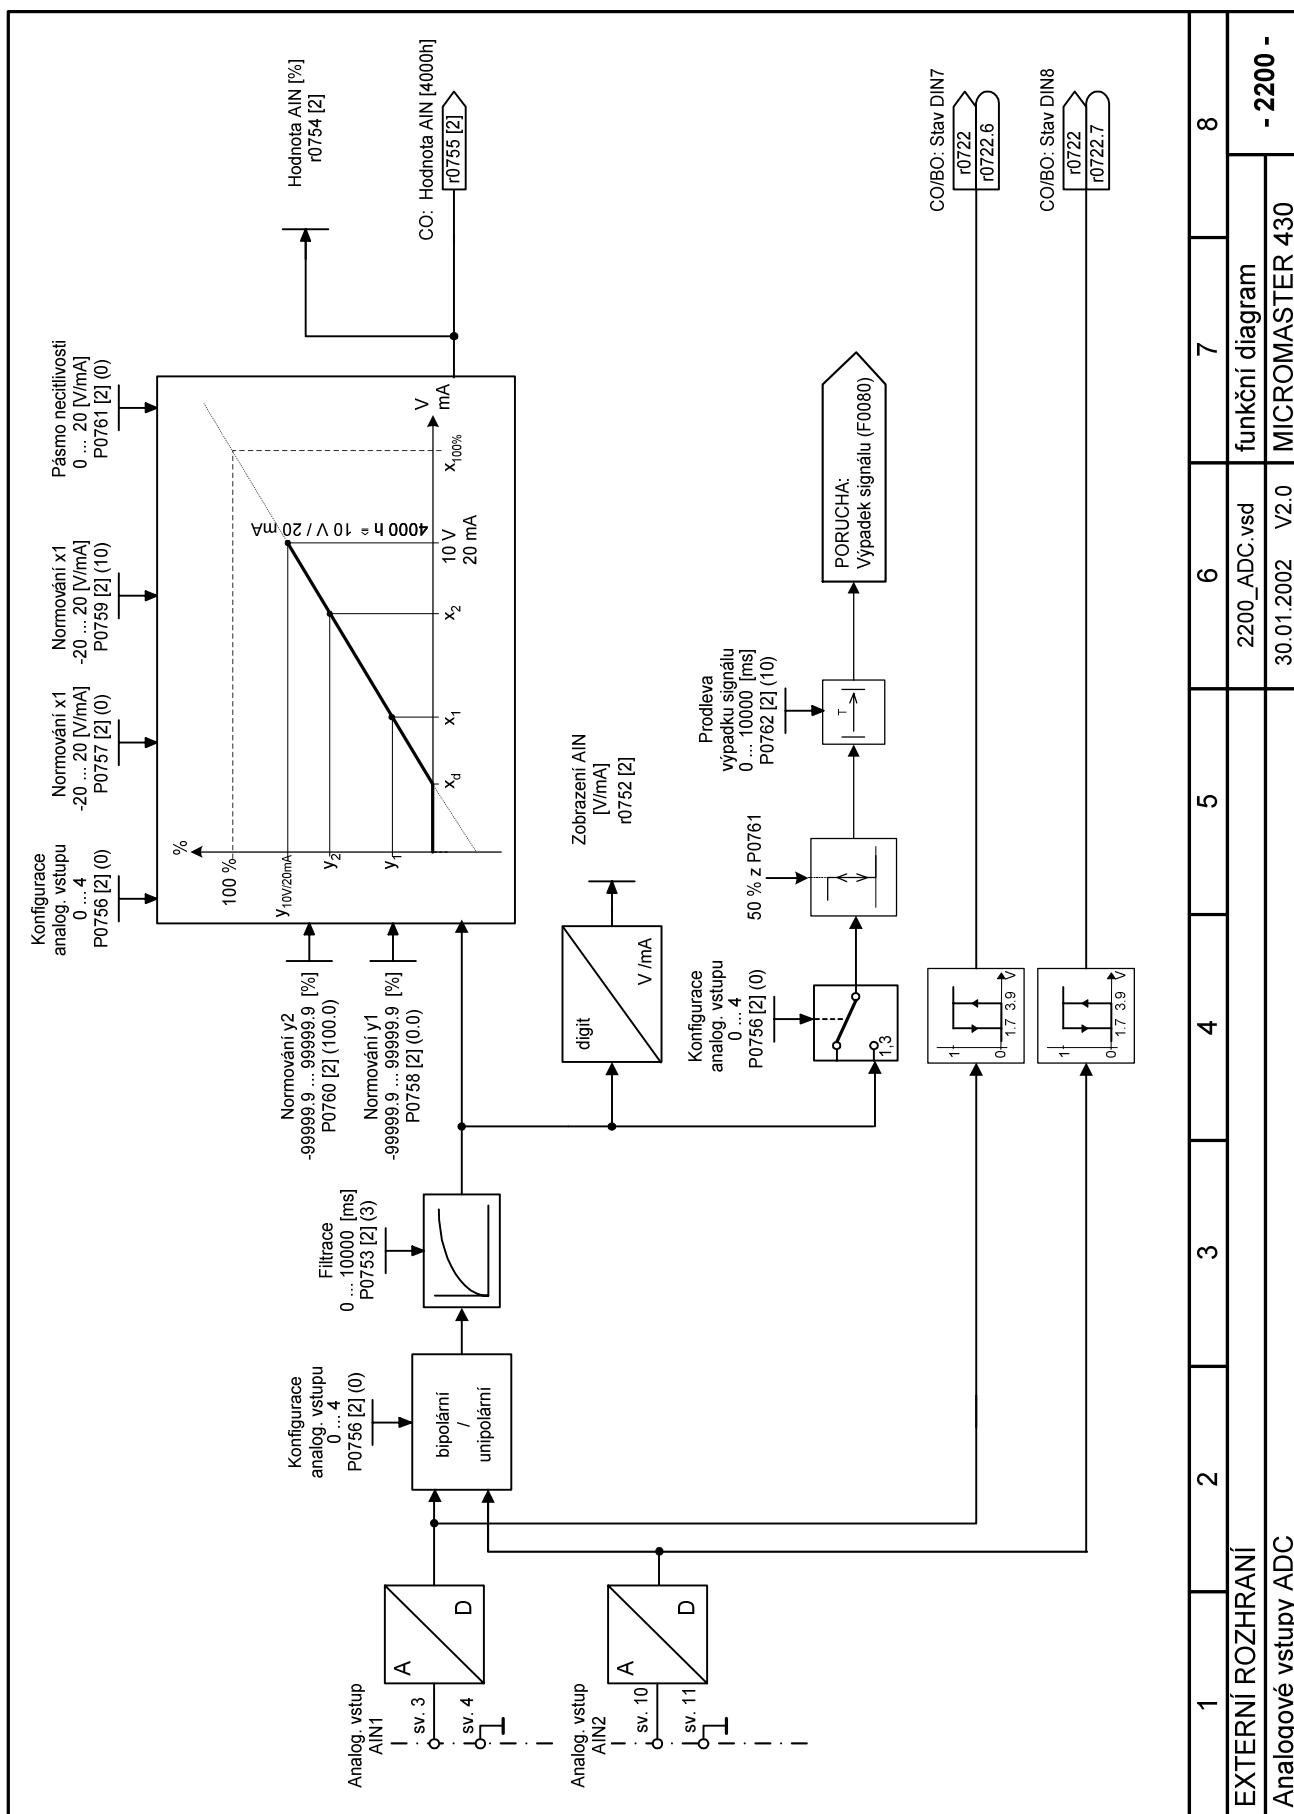 Konfigurace
analog. vstupu
0 ... 4
P0756 [2] (0)
Normování x1
-20 ... 20 [V/mA]
P0757 [2] (0)
Normování x1
-20 ... 20 [V/mA]
P0759 [2] (10)
Pásmo necitlivosti
0 ... 20 [V/mA]
P0761 [2] (0)
%
100 %
y10V/20mA
y2
y1
4000 h ≙ 10 V / 20 mA
xd
x1
x2
10 V
20 mA
x100%
V
mA
Hodnota AIN [%]
r0754 [2]
CO: Hodnota AIN [4000h]
r0755 [2]
Normování y2
-99999.9 ... 99999.9 [%]
P0760 [2] (100.0)
Normování y1
-99999.9 ... 99999.9 [%]
P0758 [2] (0.0)
Filtrace
0 ... 10000 [ms]
P0753 [2] (3)
Konfigurace
analog. vstupu
0 ... 4
P0756 [2] (0)
bipolární
/
unipolární
Analog. vstup
AIN1
sv. 3
sv. 4
A
D
Analog. vstup
AIN2
sv. 10
sv. 11
A
D
digit
V /mA
Zobrazení AIN
[V/mA]
r0752 [2]
Konfigurace
analog. vstupu
0 ... 4
P0756 [2] (0)
1,3
50 % z P0761
Prodleva
výpadku signálu
0 ... 10000 [ms]
P0762 [2] (10)
T
PORUCHA:
Výpadek signálu (F0080)
1
0
1.7 3.9 V
CO/BO: Stav DIN7
r0722
r0722.6
1
0
1.7 3.9 V
CO/BO: Stav DIN8
r0722
r0722.7
1 2 3 4 5 6 7 8
EXTERNÍ ROZHRANÍ
2200_ADC.vsd
funkční diagram
- 2200 -
Analogové vstupy ADC
30.01.2002 V2.0
MICROMASTER 430